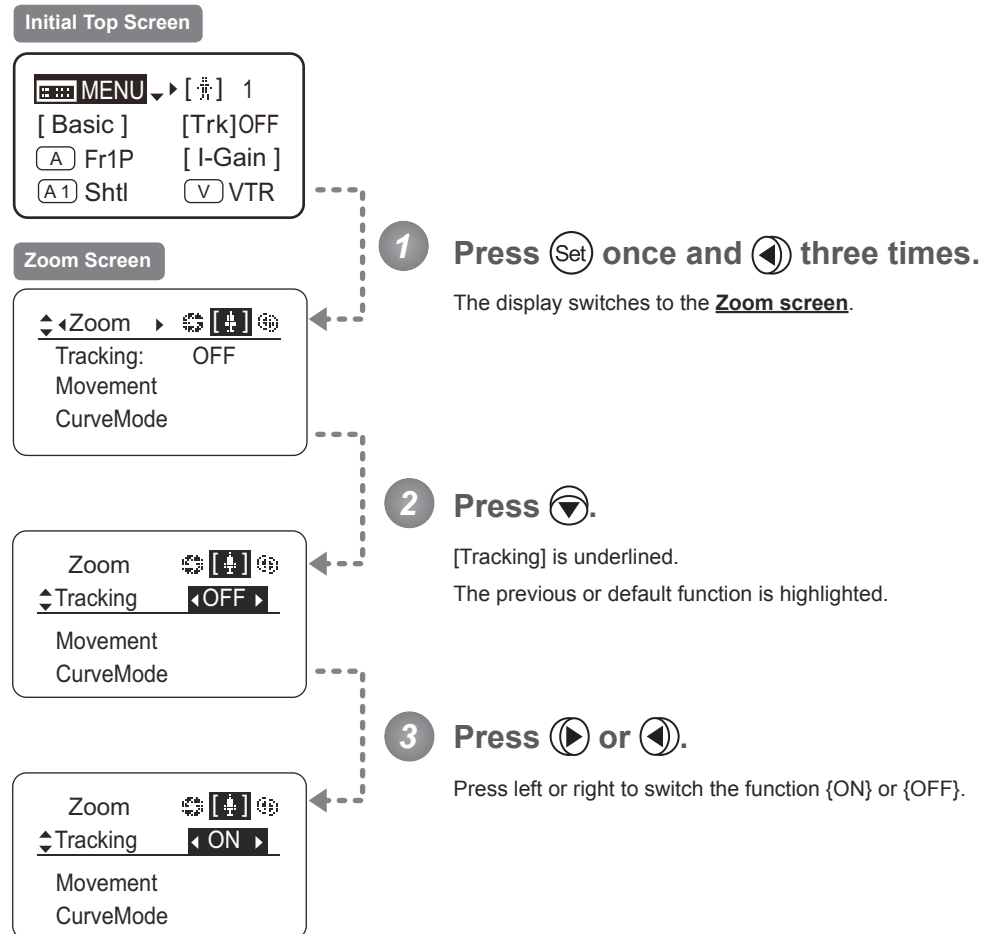 Initial Top Screen
MENU [ ] 1
[ Basic ] [Trk]OFF
A Fr1P [ I-Gain ]
A1 Shtl V VTR
1 Press Set once and three times.
The display switches to the Zoom screen.
Zoom Screen
Zoom [ ]
Tracking: OFF
Movement
CurveMode
2 Press .
[Tracking] is underlined.
The previous or default function is highlighted.
Zoom [ ]
Tracking OFF
Movement
CurveMode
3 Press or .
Press left or right to switch the function {ON} or {OFF}.
Zoom [ ]
Tracking ON
Movement
CurveMode